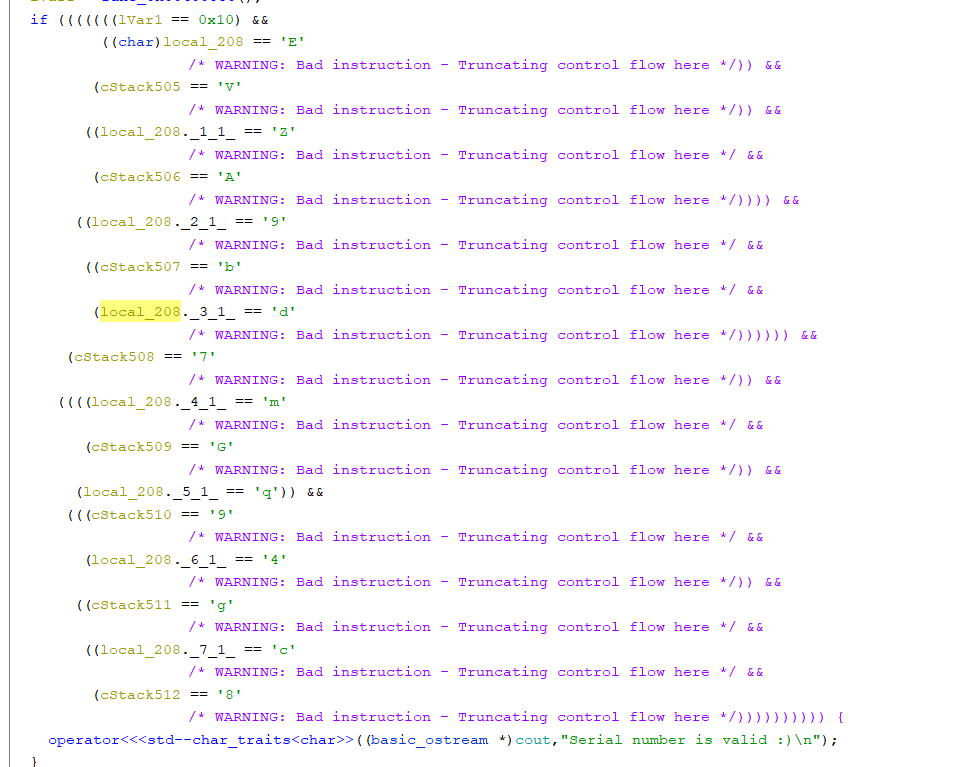 if (((((((lVar1 == 0x10) &&
((char)local_208 == 'E'
/* WARNING: Bad instruction - Truncating control flow here */)) &&
(cStack505 == 'V'
/* WARNING: Bad instruction - Truncating control flow here */)) &&
((local_208._1_1_ == 'Z'
/* WARNING: Bad instruction - Truncating control flow here */ &&
(cStack506 == 'A'
/* WARNING: Bad instruction - Truncating control flow here */)))) &&
((local_208._2_1_ == '9'
/* WARNING: Bad instruction - Truncating control flow here */ &&
((cStack507 == 'b'
/* WARNING: Bad instruction - Truncating control flow here */ &&
(local_208._3_1_ == 'd'
/* WARNING: Bad instruction - Truncating control flow here */)))))) &&
(cStack508 == '7'
/* WARNING: Bad instruction - Truncating control flow here */)) &&
((((local_208._4_1_ == 'm'
/* WARNING: Bad instruction - Truncating control flow here */ &&
(cStack509 == 'G'
/* WARNING: Bad instruction - Truncating control flow here */)) &&
(local_208._5_1_ == 'q')) &&
(((cStack510 == '9'
/* WARNING: Bad instruction - Truncating control flow here */ &&
(local_208._6_1_ == '4'
/* WARNING: Bad instruction - Truncating control flow here */)) &&
((cStack511 == 'g'
/* WARNING: Bad instruction - Truncating control flow here */ &&
((local_208._7_1_ == 'c'
/* WARNING: Bad instruction - Truncating control flow here */ &&
(cStack512 == '8'
/* WARNING: Bad instruction - Truncating control flow here */)))))))))) {
operator<<<std--char_traits<char>>((basic_ostream *)cout,"Serial number is valid :)\n");
}